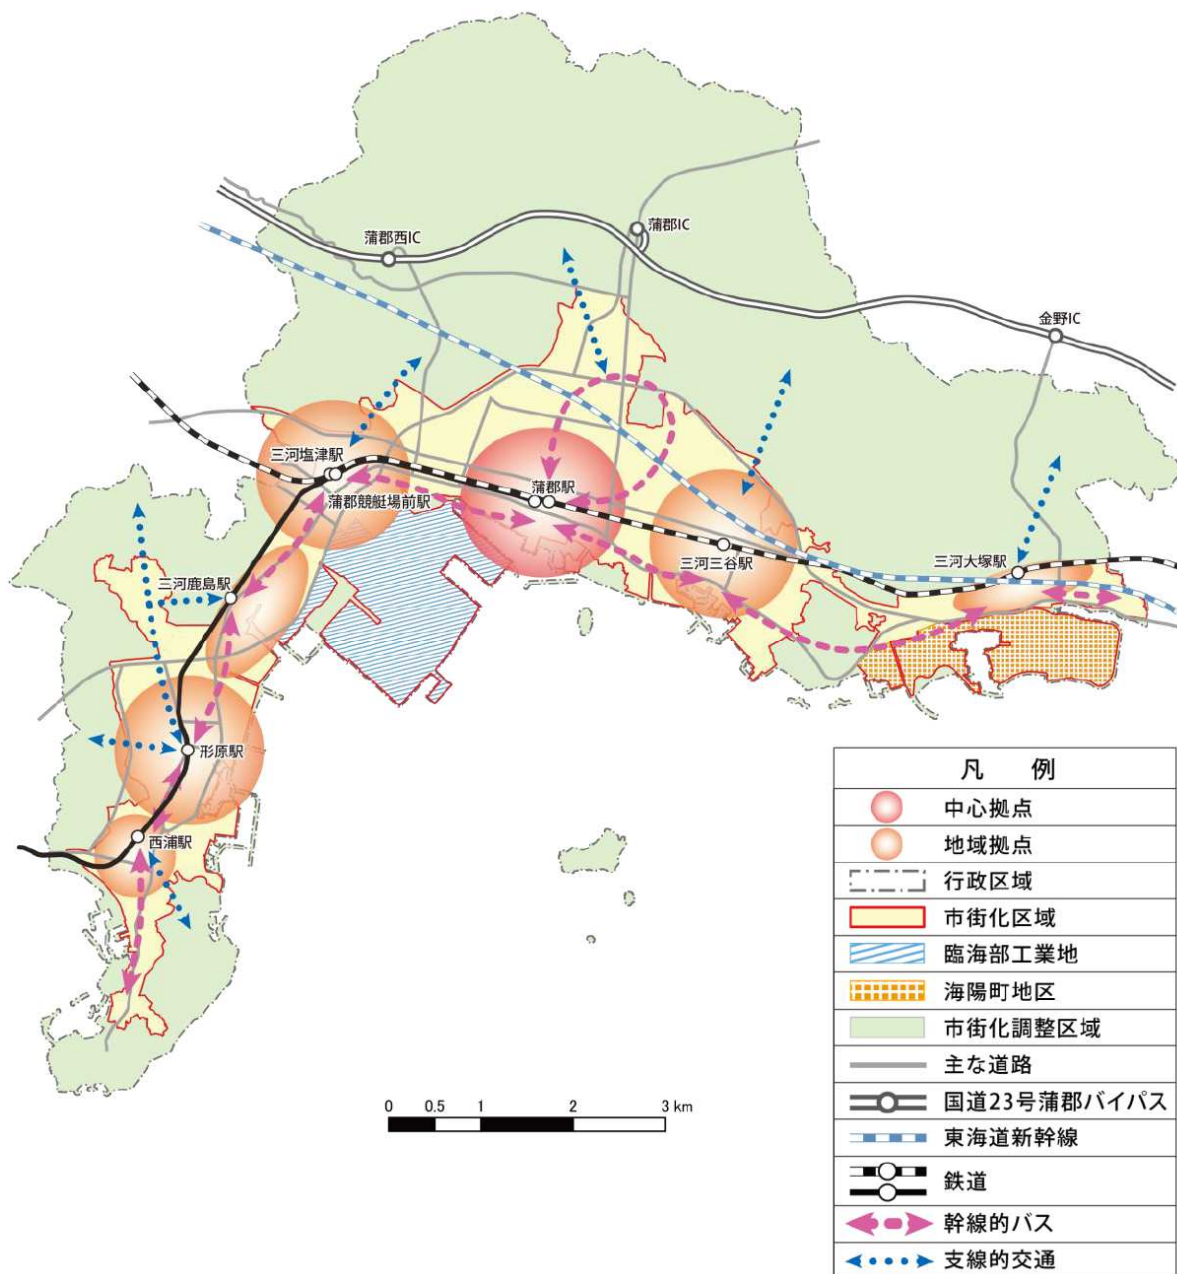 蒲郡西IC
蒲郡IC
金野IC
三河塩津駅
蒲郡競艇場前駅
蒲郡駅
三河三谷駅
三河大塚駅
三河鹿島駅
形原駅
西浦駅
0 0.5 1 2 3 km
凡 例
中心拠点
地域拠点
行政区域
市街化区域
臨海部工業地
海陽町地区
市街化調整区域
主な道路
国道23号蒲郡バイパス
東海道新幹線
鉄道
幹線的バス
支線的交通